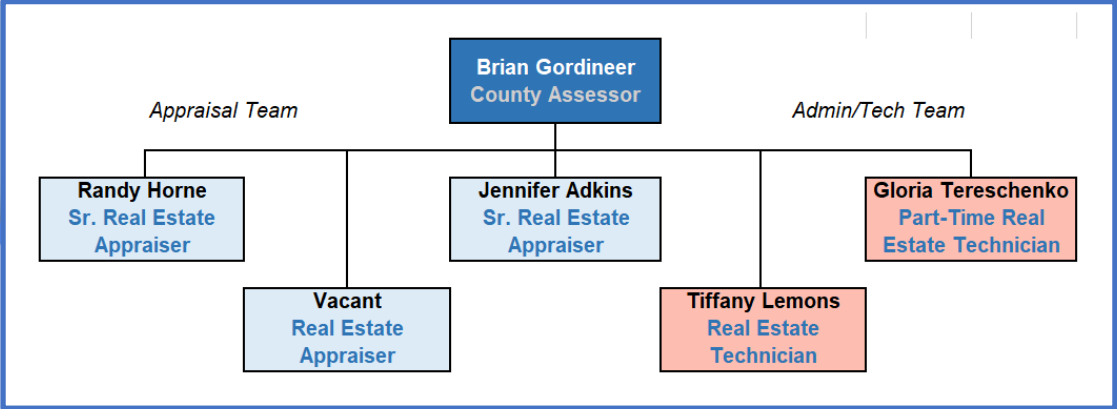 Brian Gordineer
County Assessor
Appraisal Team
Admin/Tech Team
Randy Horne
Sr. Real Estate
Appraiser
Jennifer Adkins
Sr. Real Estate
Appraiser
Gloria Tereschenko
Part-Time Real
Estate Technician
Vacant
Real Estate
Appraiser
Tiffany Lemons
Real Estate
Technician